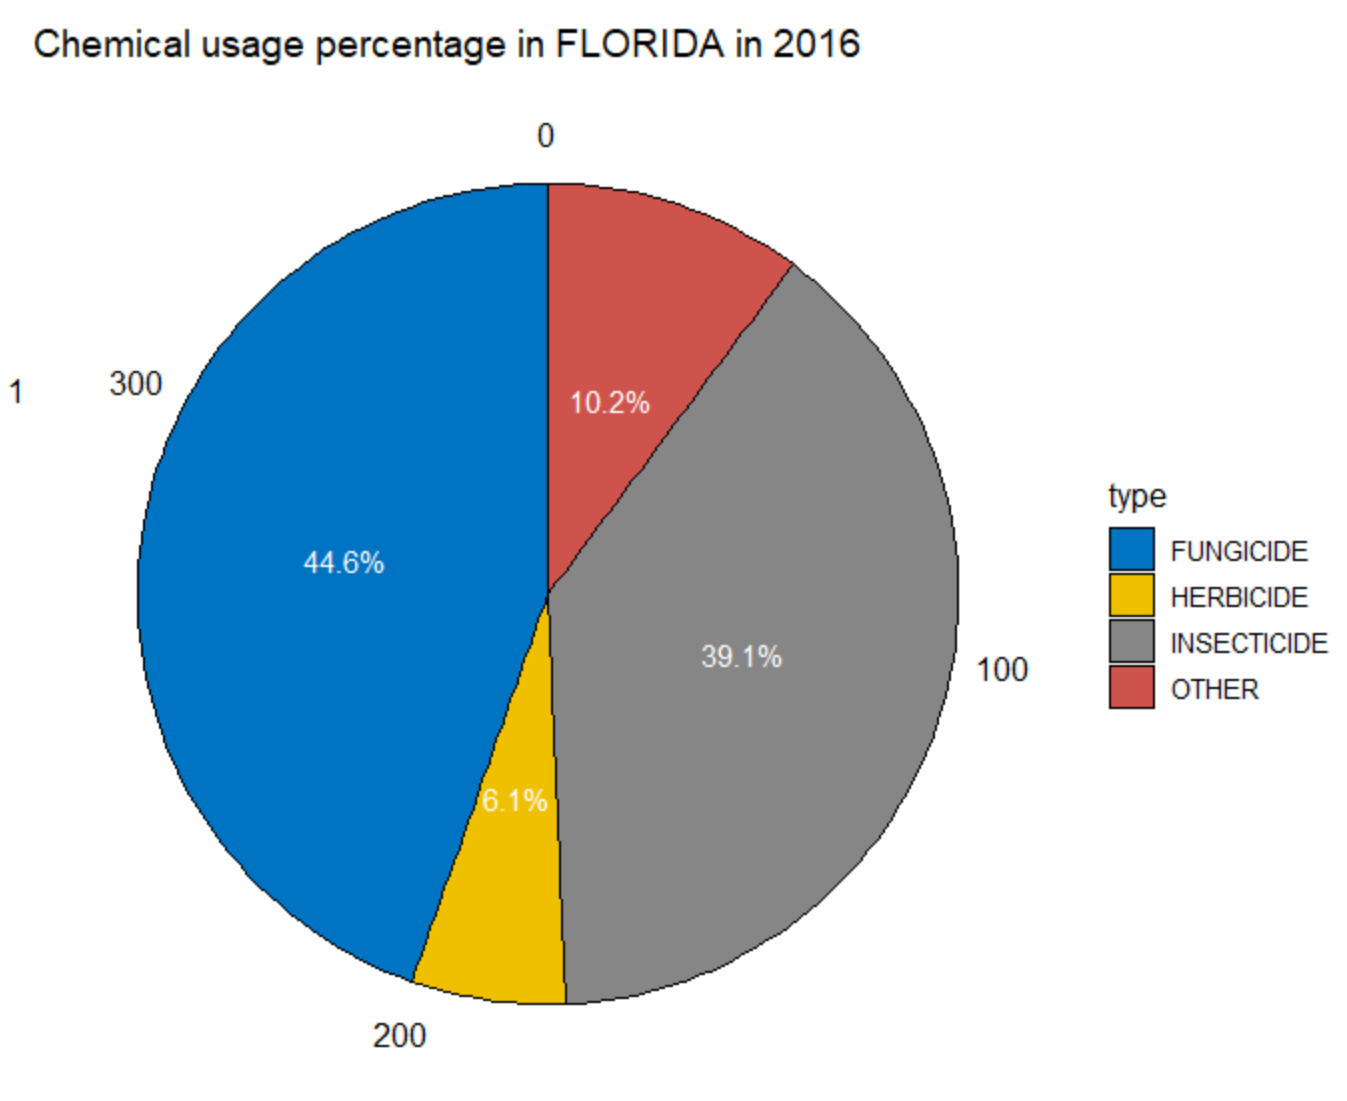 Chemical usage percentage in FLORIDA in 2016
0
1
300
10.2%
44.6%
39.1%
100
6.1%
200
type
FUNGICIDE
HERBICIDE
INSECTICIDE
OTHER